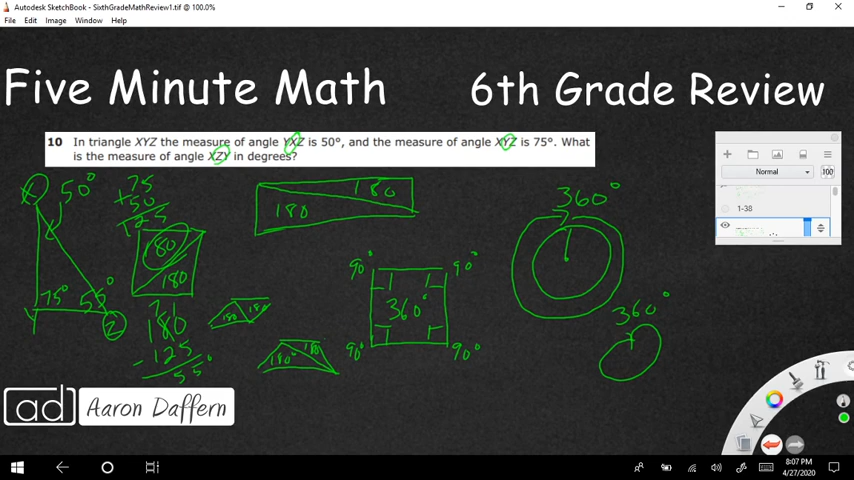 Autodesk SketchBook - SixthGradeMathReview1.tif @ 100.0%
File Edit Image Window Help
Five Minute Math 6th Grade Review
10 In triangle XYZ the measure of angle YXZ is 50°, and the measure of angle XYZ is 75°. What
is the measure of angle XZY in degrees?
Normal 100
1-38
X 50° 75
+50
125
180 180
360°
180
180
75° 55°
Y Z
90° 90°
360°
90° 90°
180 180
180° 180
7 1
180
-125
55°
360°
ad Aaron Daffern
8:07 PM
4/27/2020